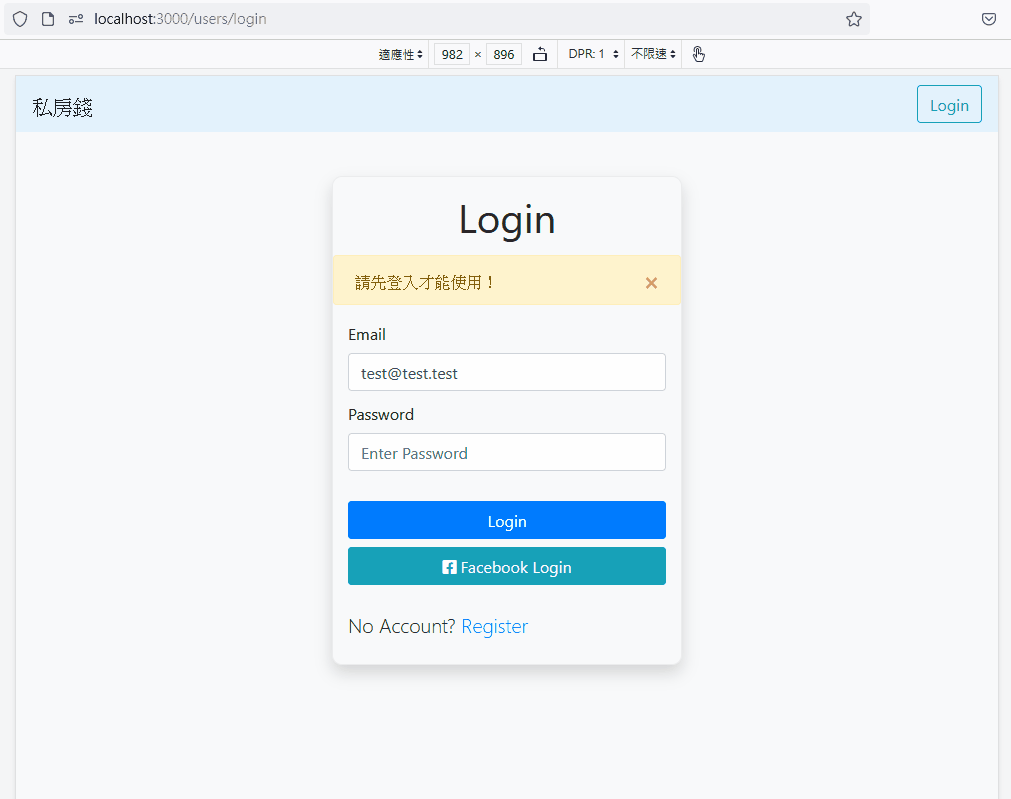 localhost:3000/users/login
適應性 982 × 896 DPR: 1 不限速
私房錢 Login
Login
請先登入才能使用！ ×
Email
test@test.test
Password
Enter Password
Login
Facebook Login
No Account? Register